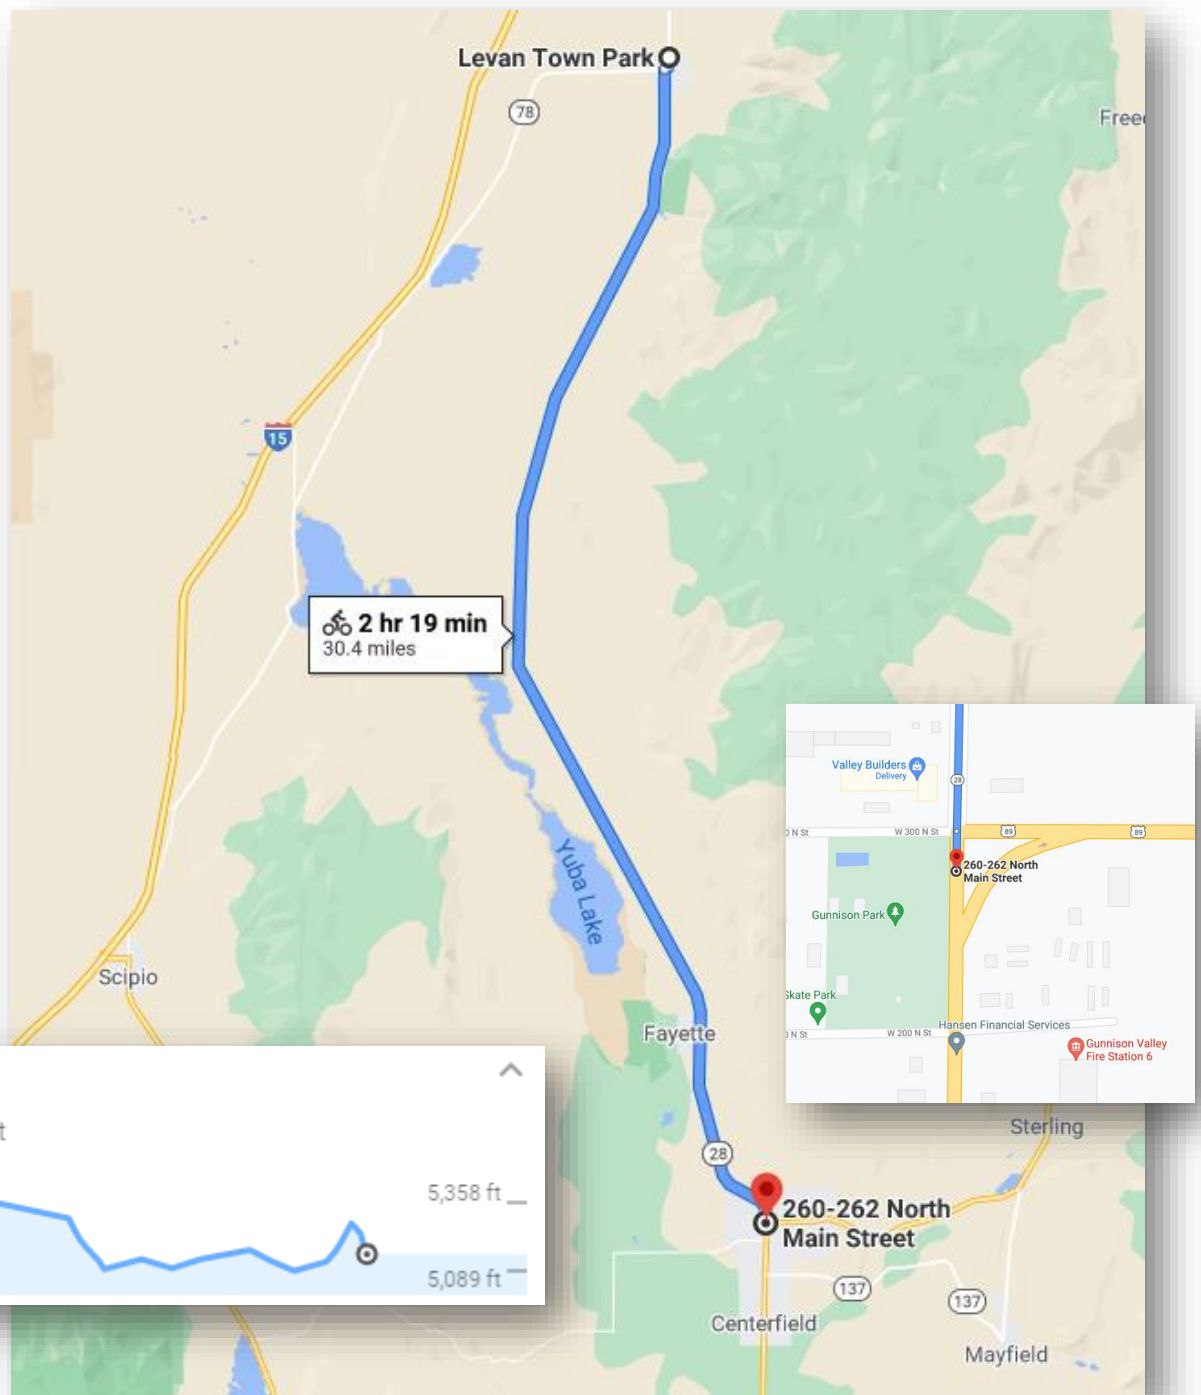 Levan Town Park
78
15
2 hr 19 min
30.4 miles
Yuba Lake
Scipio
Fayette
28
260-262 North
Main Street
Sterling
137
137
Centerfield
Mayfield
Valley Builders
Delivery
28
W 300 N St
89
89
260-262 North
Main Street
Gunnison Park
Skate Park
W 200 N St
Hansen Financial Services
Gunnison Valley
Fire Station 6
5,358 ft
5,089 ft